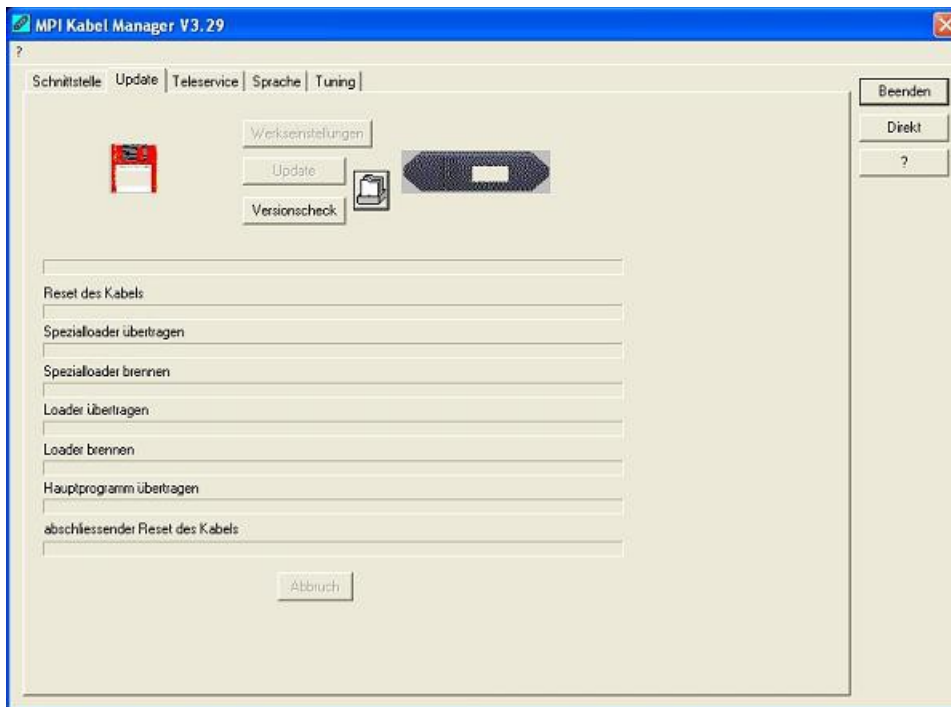 MPI Kabel Manager V3.29
?
Schnittstelle Update Teleservice Sprache Tuning
Beenden
Direkt
?
Werkseinstellungen
Update
Versionscheck
Reset des Kabels
Spezialloader übertragen
Spezialloader brennen
Loader übertragen
Loader brennen
Hauptprogramm übertragen
abschliessender Reset des Kabels
Abbruch